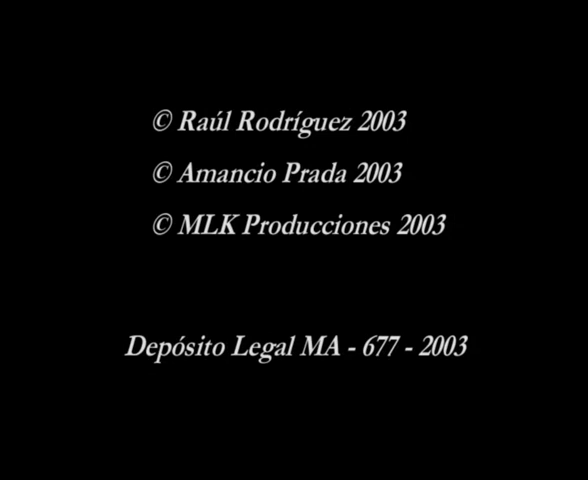 © Raúl Rodríguez 2003
© Amancio Prada 2003
© MLK Producciones 2003
Depósito Legal MA - 677 - 2003